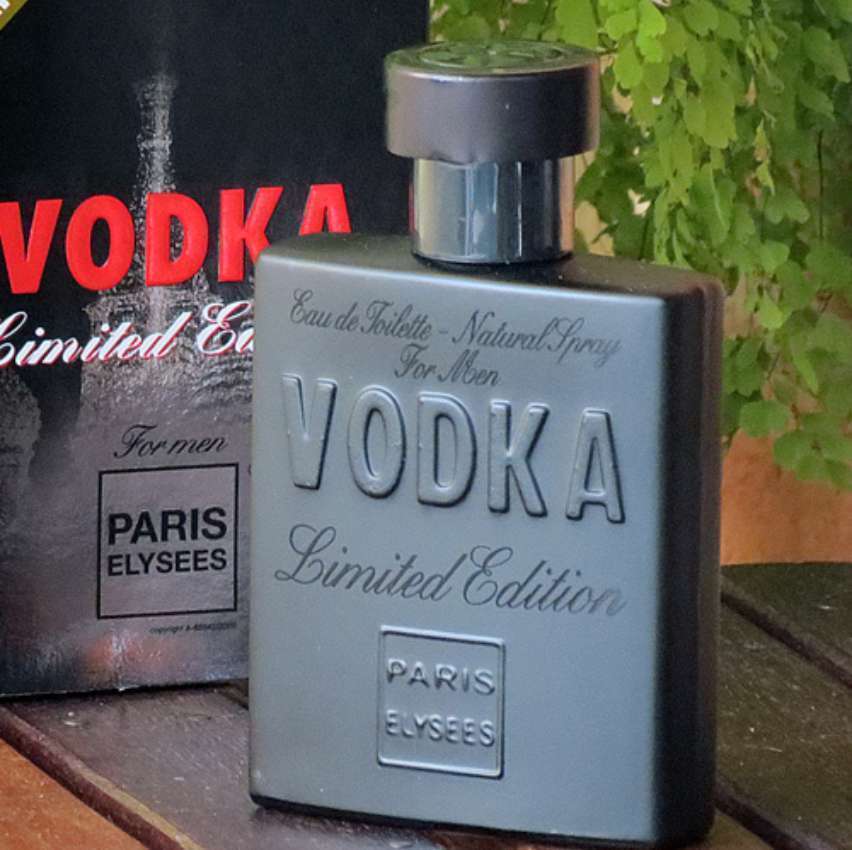 VODKA
Limited
For men
PARIS
ELYSEES
Eau de Toilette - Natural Spray
For Men
VODKA
Limited Edition
PARIS
ELYSEES